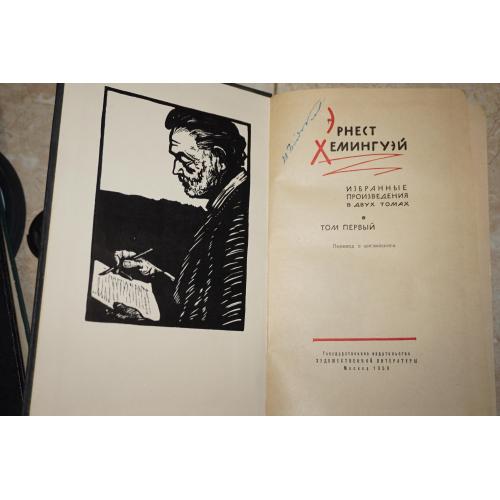 ЭРНЕСТ
ХЕМИНГУЭЙ
ИЗБРАННЫЕ
ПРОИЗВЕДЕНИЯ
В ДВУХ ТОМАХ
ТОМ ПЕРВЫЙ
Перевод с английского
Государственное издательство
ХУДОЖЕСТВЕННОЙ ЛИТЕРАТУРЫ
Москва 1959